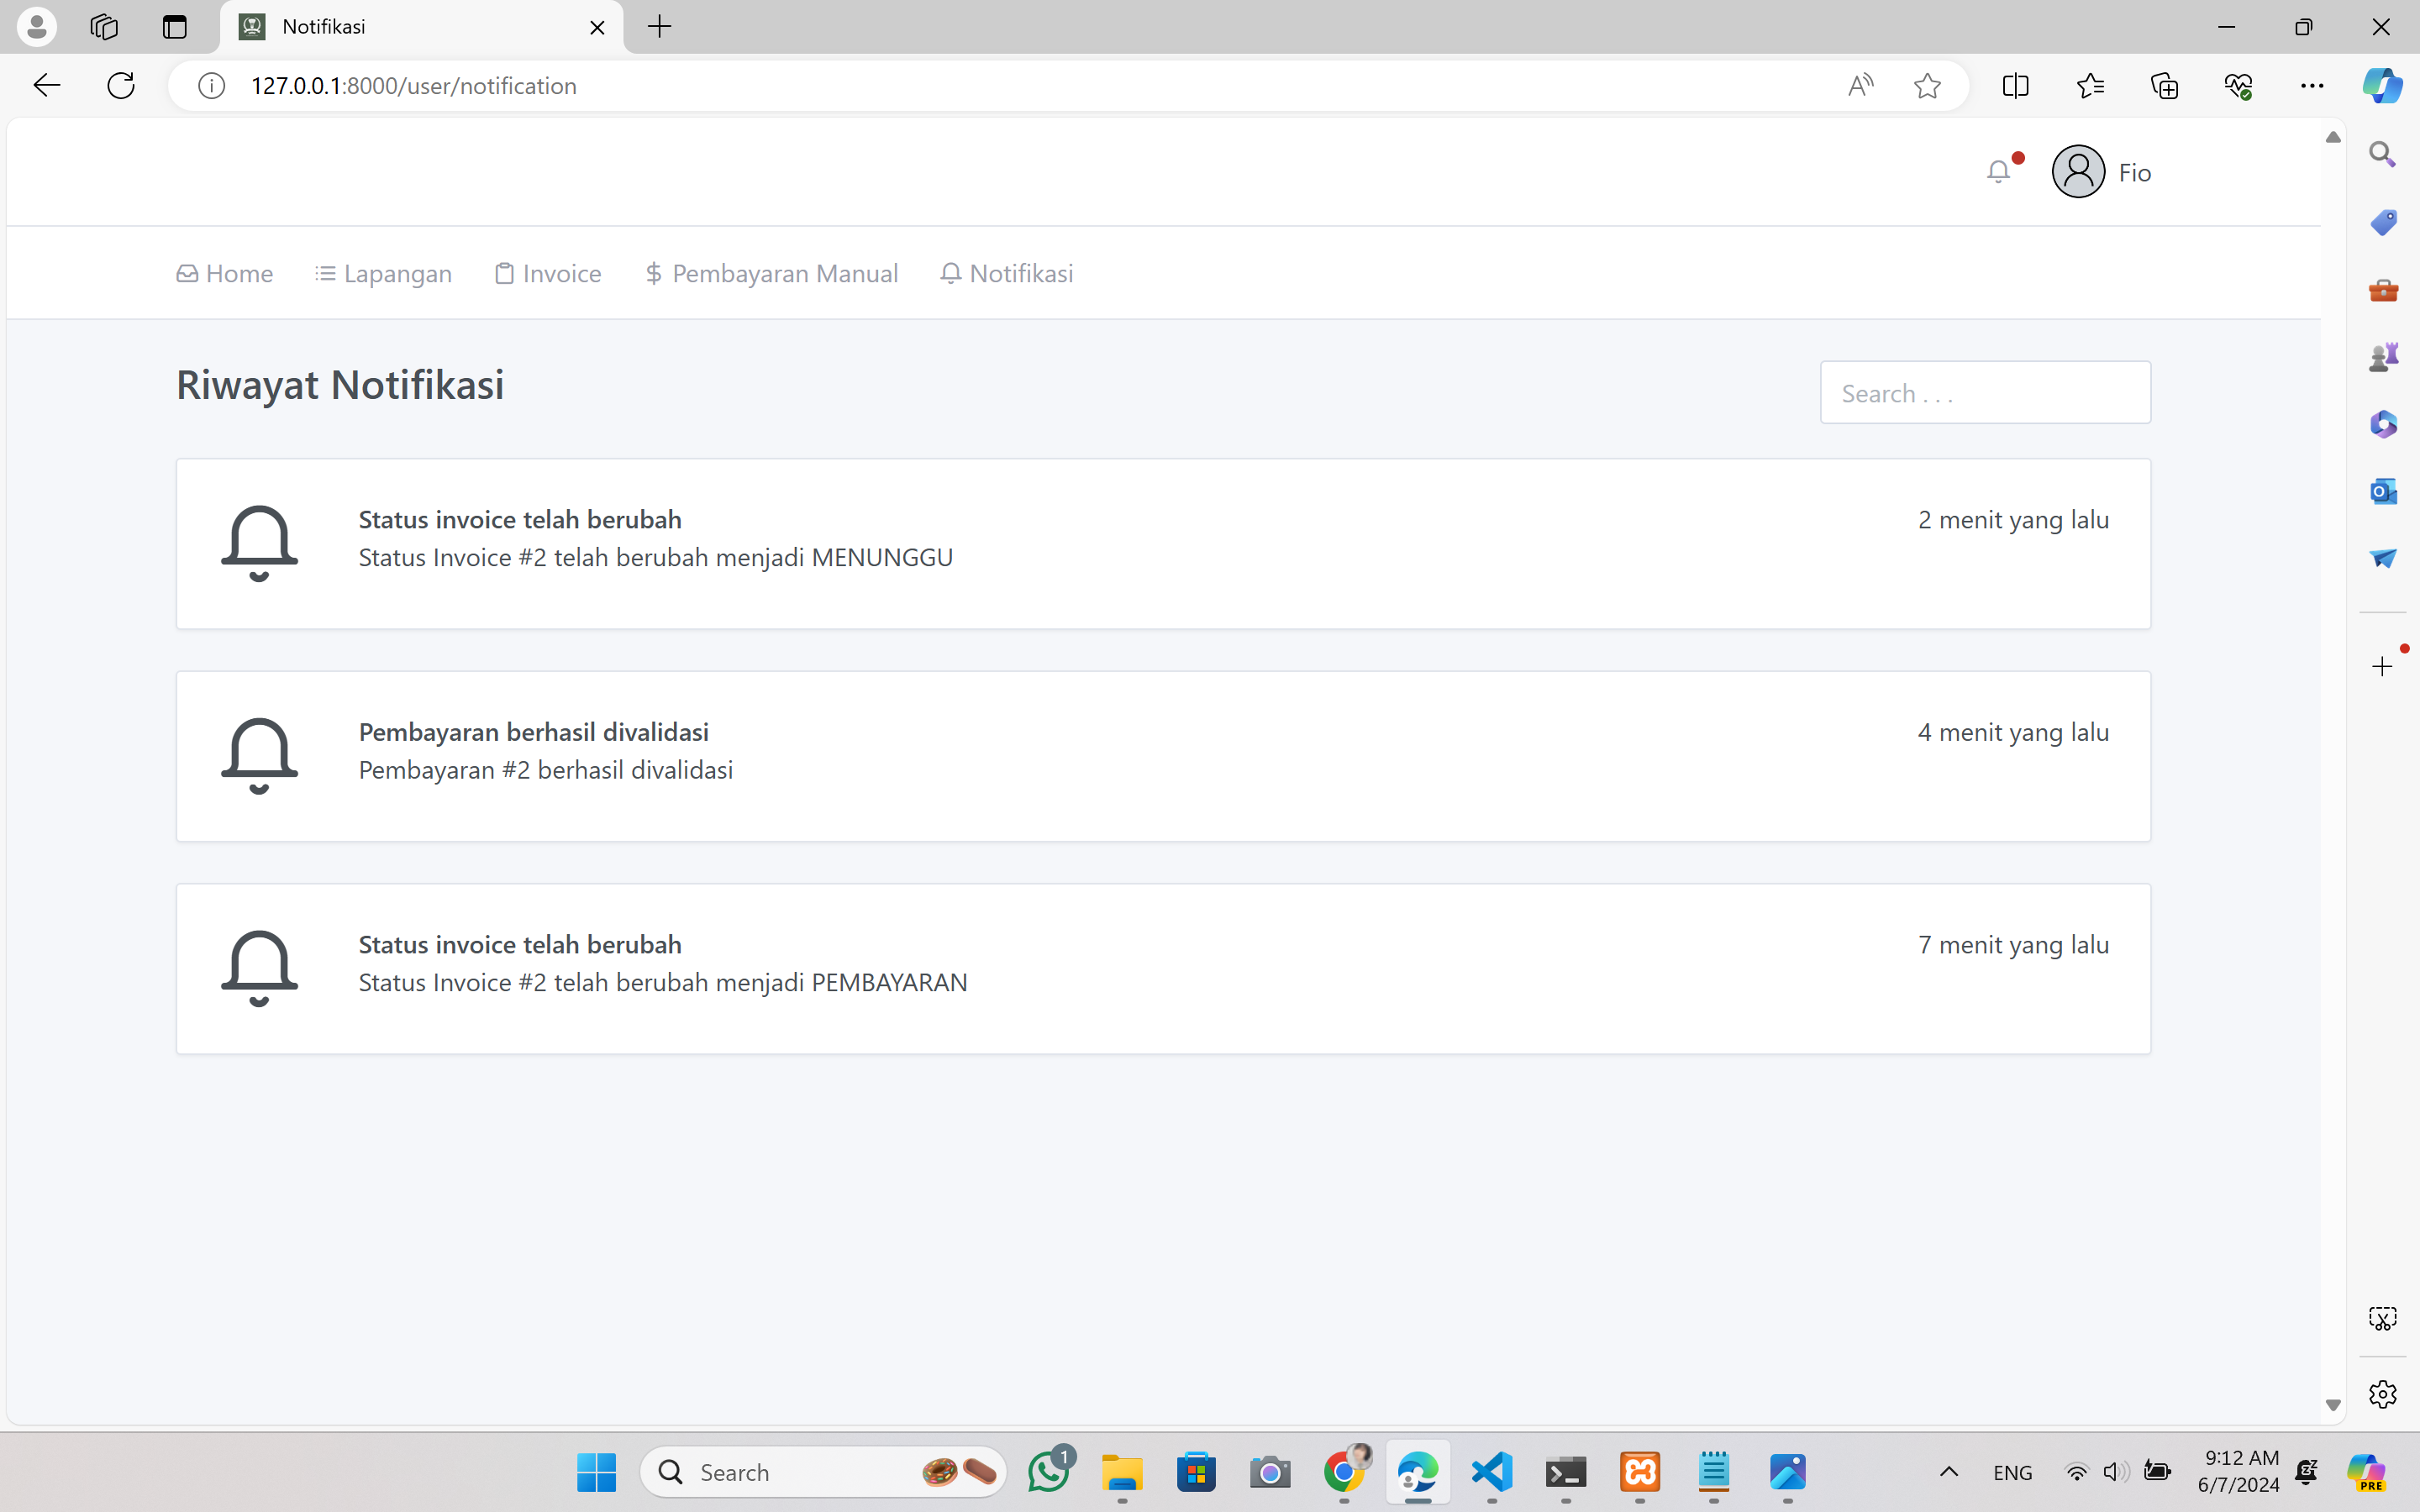 Notifikasi
127.0.0.1:8000/user/notification
Fio
Home Lapangan Invoice Pembayaran Manual Notifikasi
Riwayat Notifikasi
Search . . .
Status invoice telah berubah 2 menit yang lalu
Status Invoice #2 telah berubah menjadi MENUNGGU
Pembayaran berhasil divalidasi 4 menit yang lalu
Pembayaran #2 berhasil divalidasi
Status invoice telah berubah 7 menit yang lalu
Status Invoice #2 telah berubah menjadi PEMBAYARAN
Search
1
ENG
9:12 AM
6/7/2024
PRE